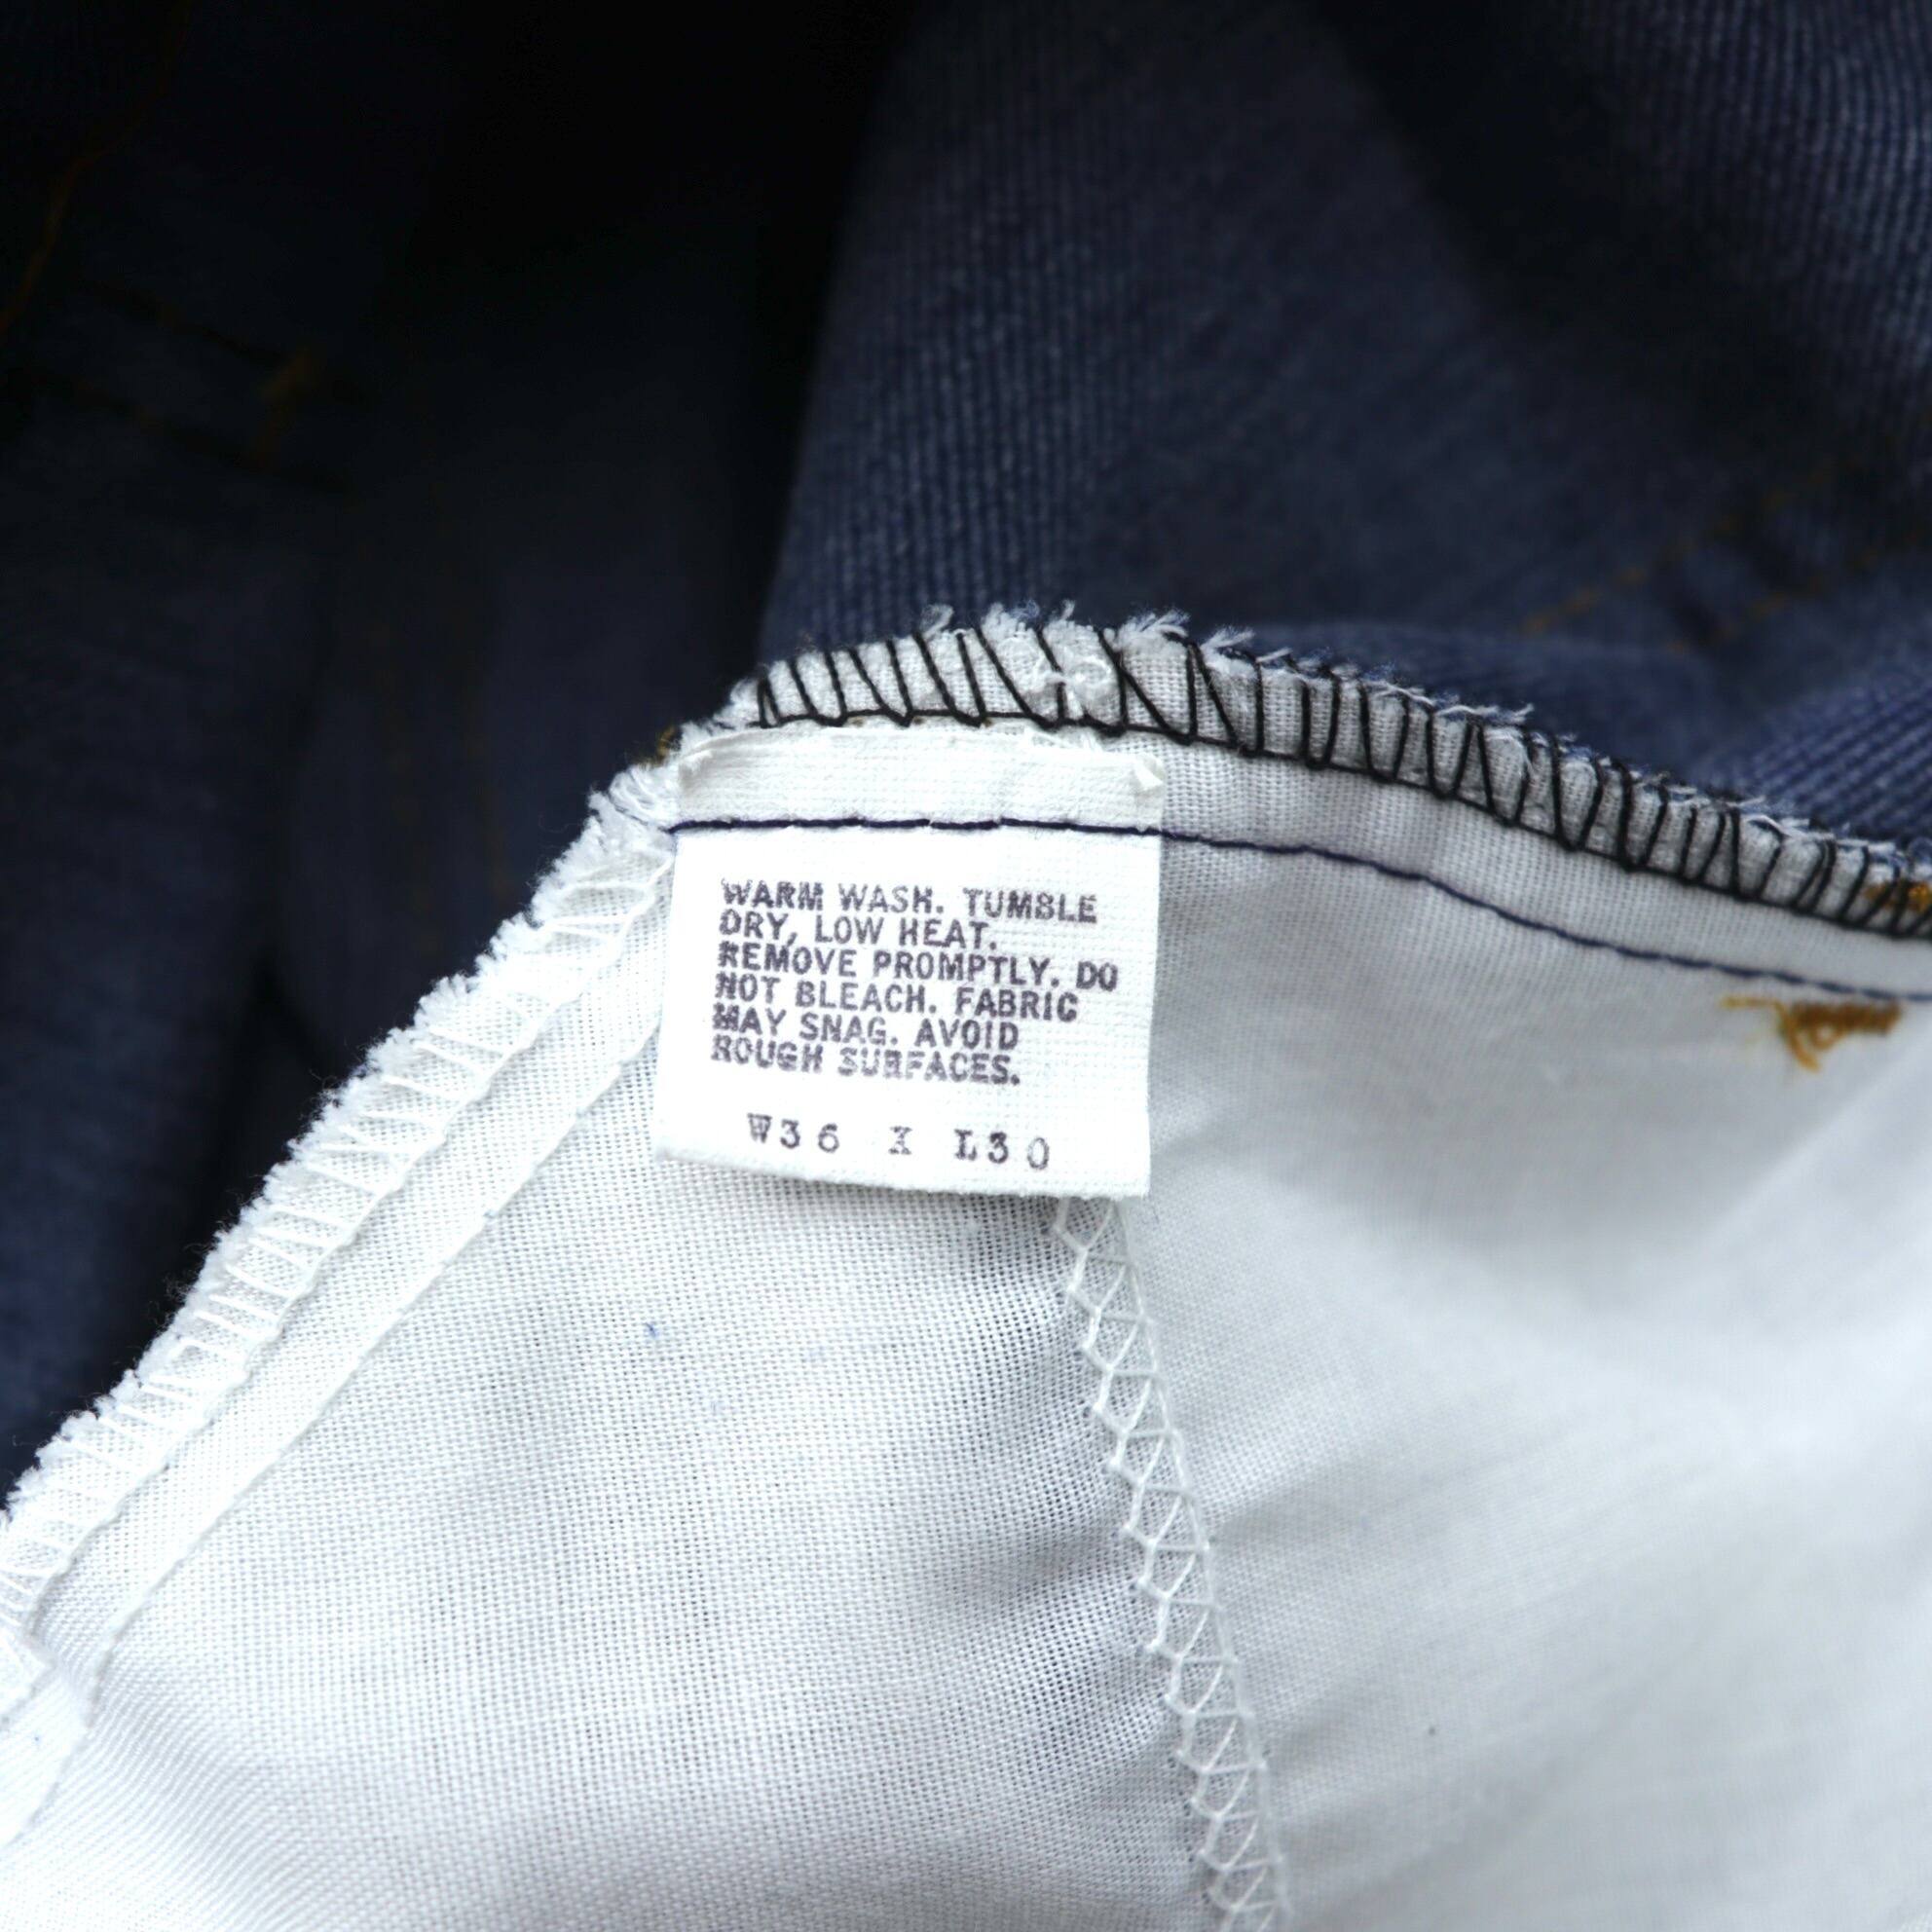 WARM WASH. TUMBLE
DRY, LOW HEAT.
REMOVE PROMPTLY. DO
NOT BLEACH. FABRIC
MAY SNAG. AVOID
ROUGH SURFACES.
W36 X L30